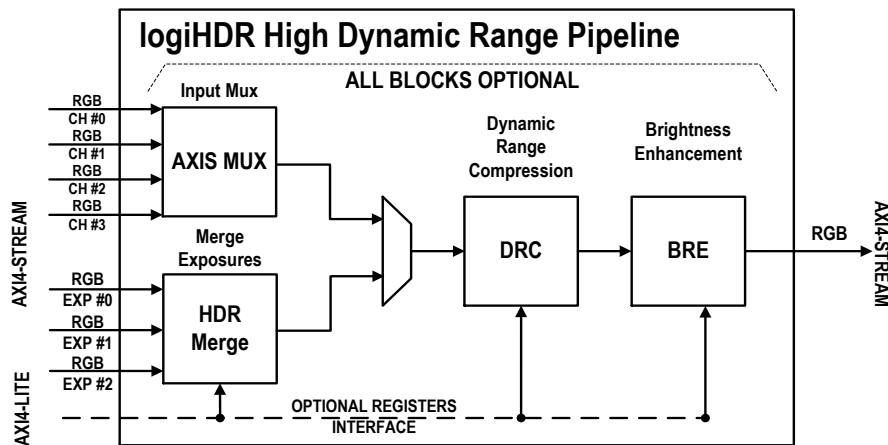 logiHDR High Dynamic Range Pipeline
ALL BLOCKS OPTIONAL
Input Mux
RGB
CH #0
RGB
CH #1
RGB
CH #2
RGB
CH #3
AXIS MUX
Dynamic
Range
Compression
Brightness
Enhancement
AXI4-STREAM
Merge
Exposures
RGB
EXP #0
RGB
EXP #1
RGB
EXP #2
HDR
Merge
DRC
BRE
RGB
AXI4-STREAM
AXI4-LITE
OPTIONAL REGISTERS
INTERFACE